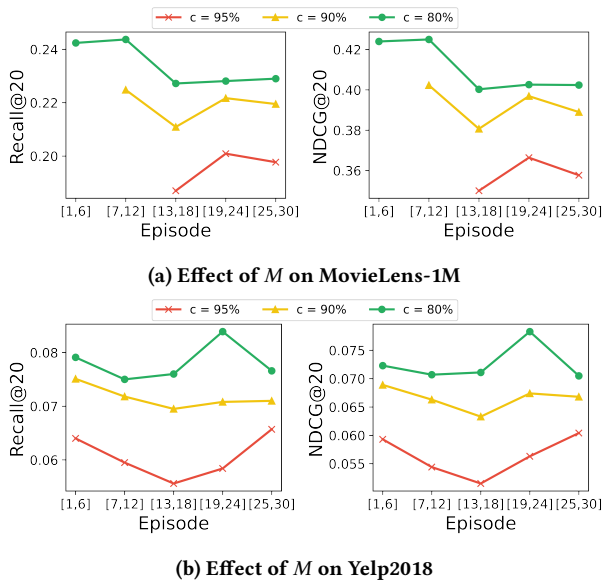 c = 95% c = 90% c = 80%
0.24
0.22
0.20
Recall@20
[1,6] [7,12] [13,18] [19,24] [25,30]
Episode
0.42
0.40
0.38
0.36
NDCG@20
[1,6] [7,12] [13,18] [19,24] [25,30]
Episode
(a) Effect of M on MovieLens-1M
c = 95% c = 90% c = 80%
0.08
0.07
0.06
Recall@20
[1,6] [7,12] [13,18] [19,24] [25,30]
Episode
0.075
0.070
0.065
0.060
0.055
NDCG@20
[1,6] [7,12] [13,18] [19,24] [25,30]
Episode
(b) Effect of M on Yelp2018